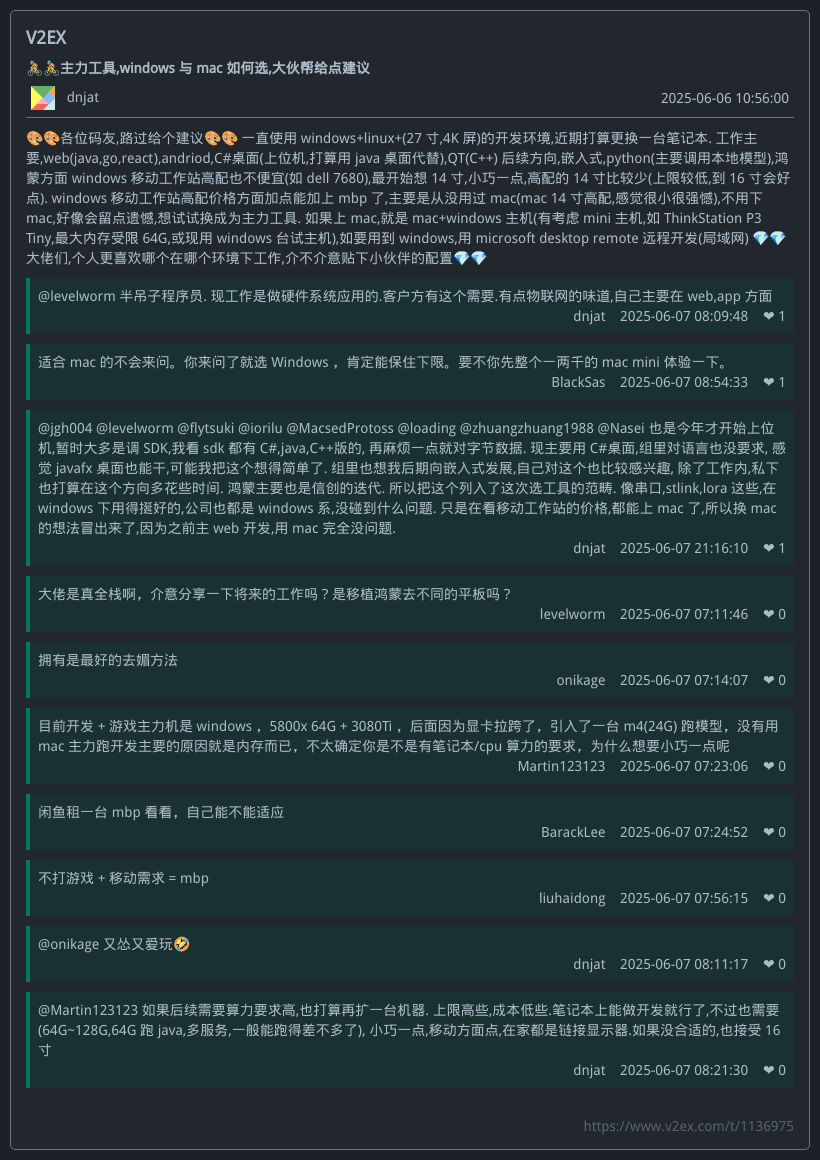 V2EX
🚴🚴主力工具,windows 与 mac 如何选,大伙帮给点建议
dnjat 2025-06-06 10:56:00
🎨🎨各位码友,路过给个建议🎨🎨 一直使用 windows+linux+(27 寸,4K 屏)的开发环境,近期打算更换一台笔记本. 工作主
要,web(java,go,react),andriod,C#桌面(上位机,打算用 java 桌面代替),QT(C++) 后续方向,嵌入式,python(主要调用本地模型),鸿
蒙方面 windows 移动工作站高配也不便宜(如 dell 7680),最开始想 14 寸,小巧一点,高配的 14 寸比较少(上限较低,到 16 寸会好
点). windows 移动工作站高配价格方面加点能加上 mbp 了,主要是从没用过 mac(mac 14 寸高配,感觉很小很强憾),不用下
mac,好像会留点遗憾,想试试换成为主力工具. 如果上 mac, 就是 mac+windows 主机(有考虑 mini 主机,如 ThinkStation P3
Tiny,最大内存受限 64G,或现用 windows 台试主机),如要用到 windows,用 microsoft desktop remote 远程开发(局域网) 💎💎
大佬们,个人更喜欢哪个在哪个环境下工作,介不介意贴下小伙伴的配置💎💎
@levelworm 半吊子程序员. 现工作是做硬件系统应用的.客户方有这个需要.有点物联网的味道,自己主要在 web,app 方面
dnjat 2025-06-07 08:09:48 ❤ 1
适合 mac 的不会来问。你来问了就选 Windows ，肯定能保住下限。要不你先整个一两千的 mac mini 体验一下。
BlackSas 2025-06-07 08:54:33 ❤ 1
@jgh004 @levelworm @flytsuki @iorilu @MacsedProtoss @loading @zhuangzhuang1988 @Nasei 也是今年才开始上位
机,暂时大多是调 SDK,我看 sdk 都有 C#,java,C++版的, 再麻烦一点就对字节数据. 现主要用 C#桌面,组里对语言也没要求, 感
觉 javafx 桌面也能干,可能我把这个想得简单了. 组里也想我后期向嵌入式发展,自己对这个也比较感兴趣, 除了工作内,私下
也打算在这个方向多花些时间. 鸿蒙主要也是信创的迭代. 所以把这个列入了这次选工具的范畴. 像串口,stlink,lora 这些,在
windows 下用得挺好的,公司也都是 windows 系,没碰到什么问题. 只是在看移动工作站的价格,都能上 mac 了,所以换 mac
的想法冒出来了,因为之前主 web 开发,用 mac 完全没问题.
dnjat 2025-06-07 21:16:10 ❤ 1
大佬是真全栈啊，介意分享一下将来的工作吗？是移植鸿蒙去不同的平板吗？
levelworm 2025-06-07 07:11:46 ❤ 0
拥有是最好的去媚方法
onikage 2025-06-07 07:14:07 ❤ 0
目前开发 + 游戏主力机是 windows ，5800x 64G + 3080Ti ，后面因为显卡拉跨了，引入了一台 m4(24G) 跑模型，没有用
mac 主力跑开发主要的原因就是内存而已，不太确定你是不是有笔记本/cpu 算力的要求，为什么想要小巧一点呢
Martin123123 2025-06-07 07:23:06 ❤ 0
闲鱼租一台 mbp 看看，自己能不能适应
BarackLee 2025-06-07 07:24:52 ❤ 0
不打游戏 + 移动需求 = mbp
liuhaidong 2025-06-07 07:56:15 ❤ 0
@onikage 又怂又爱玩🤣
dnjat 2025-06-07 08:11:17 ❤ 0
@Martin123123 如果后续需要算力要求高,也打算再扩一台机器. 上限高些,成本低些.笔记本上能做开发就行了,不过也需要
(64G~128G,64G 跑 java,多服务,一般能跑得差不多了), 小巧一点,移动方面点,在家都是链接显示器.如果没合适的,也接受 16
寸
dnjat 2025-06-07 08:21:30 ❤ 0
https://www.v2ex.com/t/1136975